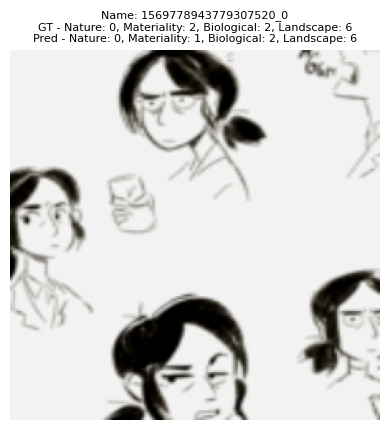 Name: 1569778943779307520_0
GT - Nature: 0, Materiality: 2, Biological: 2, Landscape: 6
Pred - Nature: 0, Materiality: 1, Biological: 2, Landscape: 6